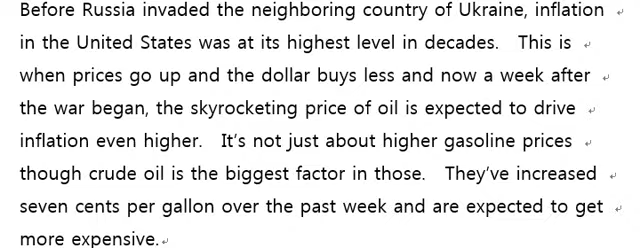 Before Russia invaded the neighboring country of Ukraine, inflation
in the United States was at its highest level in decades.   This is
when prices go up and the dollar buys less and now a week after
the war began, the skyrocketing price of oil is expected to drive
inflation even higher.   It's not just about higher gasoline prices
though crude oil is the biggest factor in those.   They've increased
seven cents per gallon over the past week and are expected to get
more expensive.